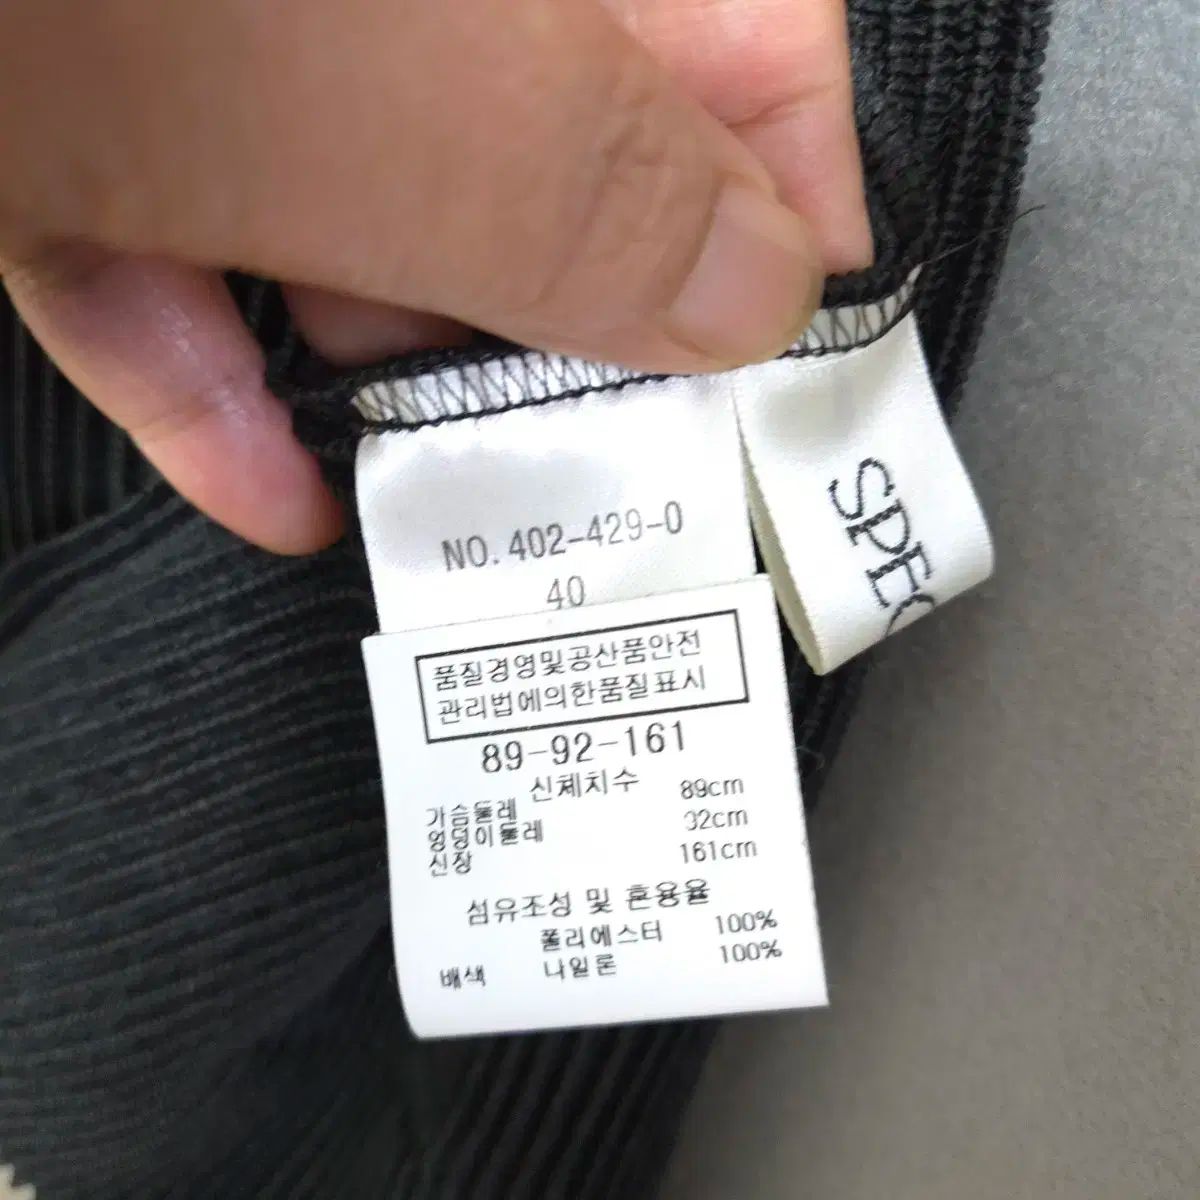 NO. 402-429-0
40
품질경영및공산품안전
관리법에의한품질표시
89-92-161
신체치수
가슴둘레 89cm
엉덩이둘레 92cm
신장 161cm
섬유조성 및 혼용율
폴리에스터 100%
배색 나일론 100%
SPEC